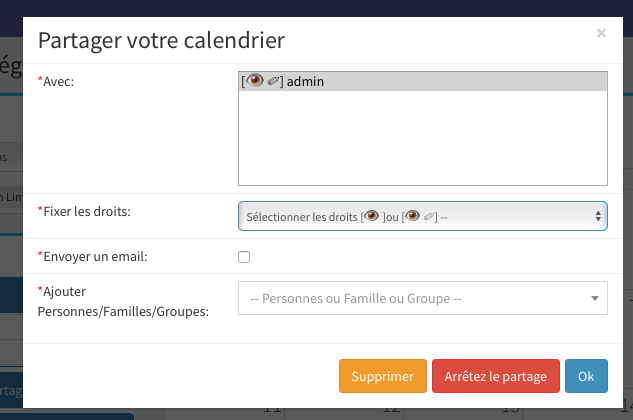 Partager votre calendrier ×
*Avec: [👁 ✏] admin
*Fixer les droits: Sélectionner les droits [👁 ]ou [👁 ✏] --
*Envoyer un email:
*Ajouter
Personnes/Familles/Groupes: -- Personnes ou Famille ou Groupe --
Supprimer Arrêtez le partage Ok